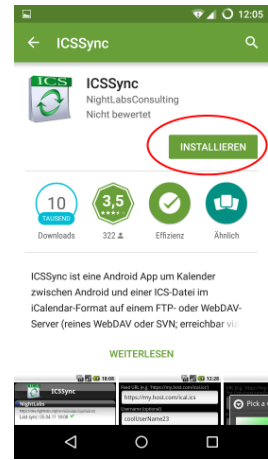 12:05
ICSSync
ICS
ICSSync
NightLabsConsulting
Nicht bewertet
INSTALLIEREN
10
TAUSEND
3,5
Downloads
322
Effizienz
Ähnlich
ICSSync ist eine Android App um Kalender
zwischen Android und einer ICS-Datei im
iCalendar-Format auf einem FTP- oder WebDAV-
Server (reines WebDAV oder SVN; erreichbar
WEITERLESEN
ICSSync
NightLabs
https://my.host.com/ical.ics
coolUserName23
Pick a